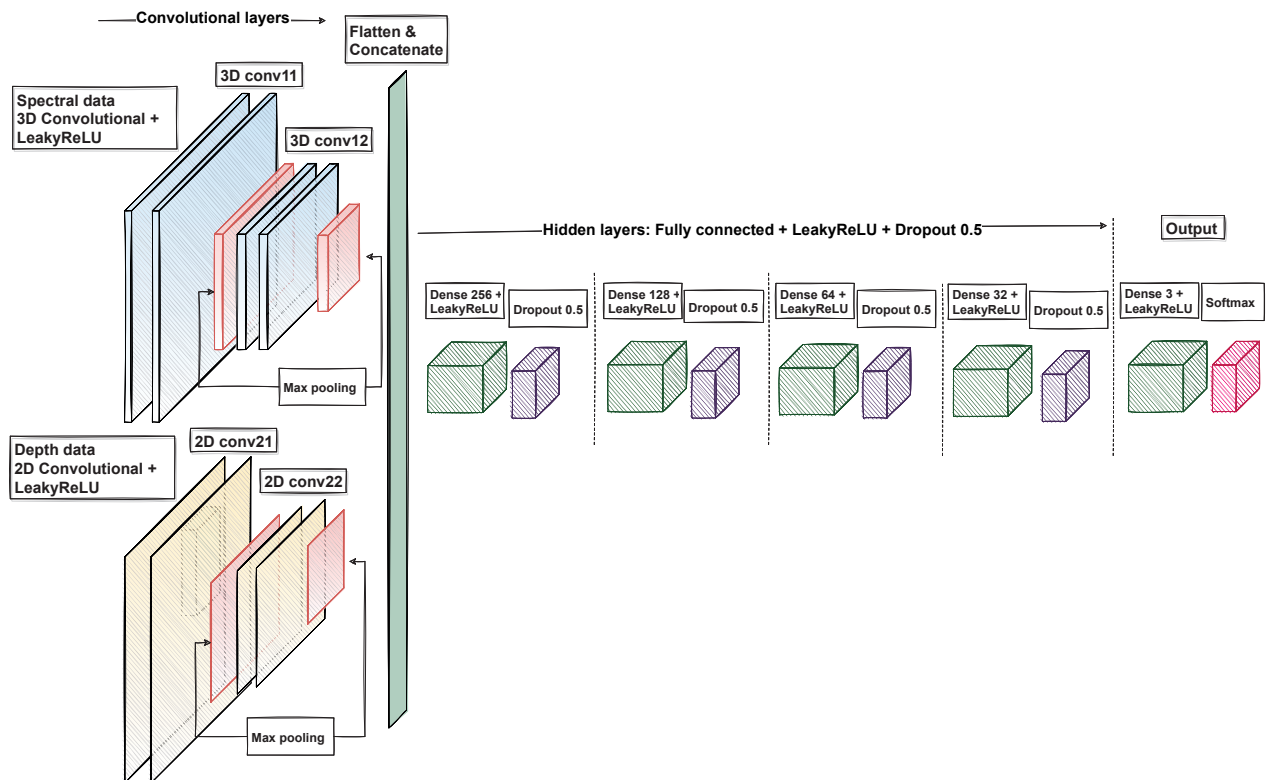 Convolutional layers
Flatten &
Concatenate
3D conv11
Spectral data
3D Convolutional +
LeakyReLU
3D conv12
Max pooling
Depth data
2D Convolutional +
LeakyReLU
2D conv21
2D conv22
Max pooling
Hidden layers: Fully connected + LeakyReLU + Dropout 0.5
Output
Dense 256 +
LeakyReLU
Dropout 0.5
Dense 128 +
LeakyReLU
Dropout 0.5
Dense 64 +
LeakyReLU
Dropout 0.5
Dense 32 +
LeakyReLU
Dropout 0.5
Dense 3 +
LeakyReLU
Softmax